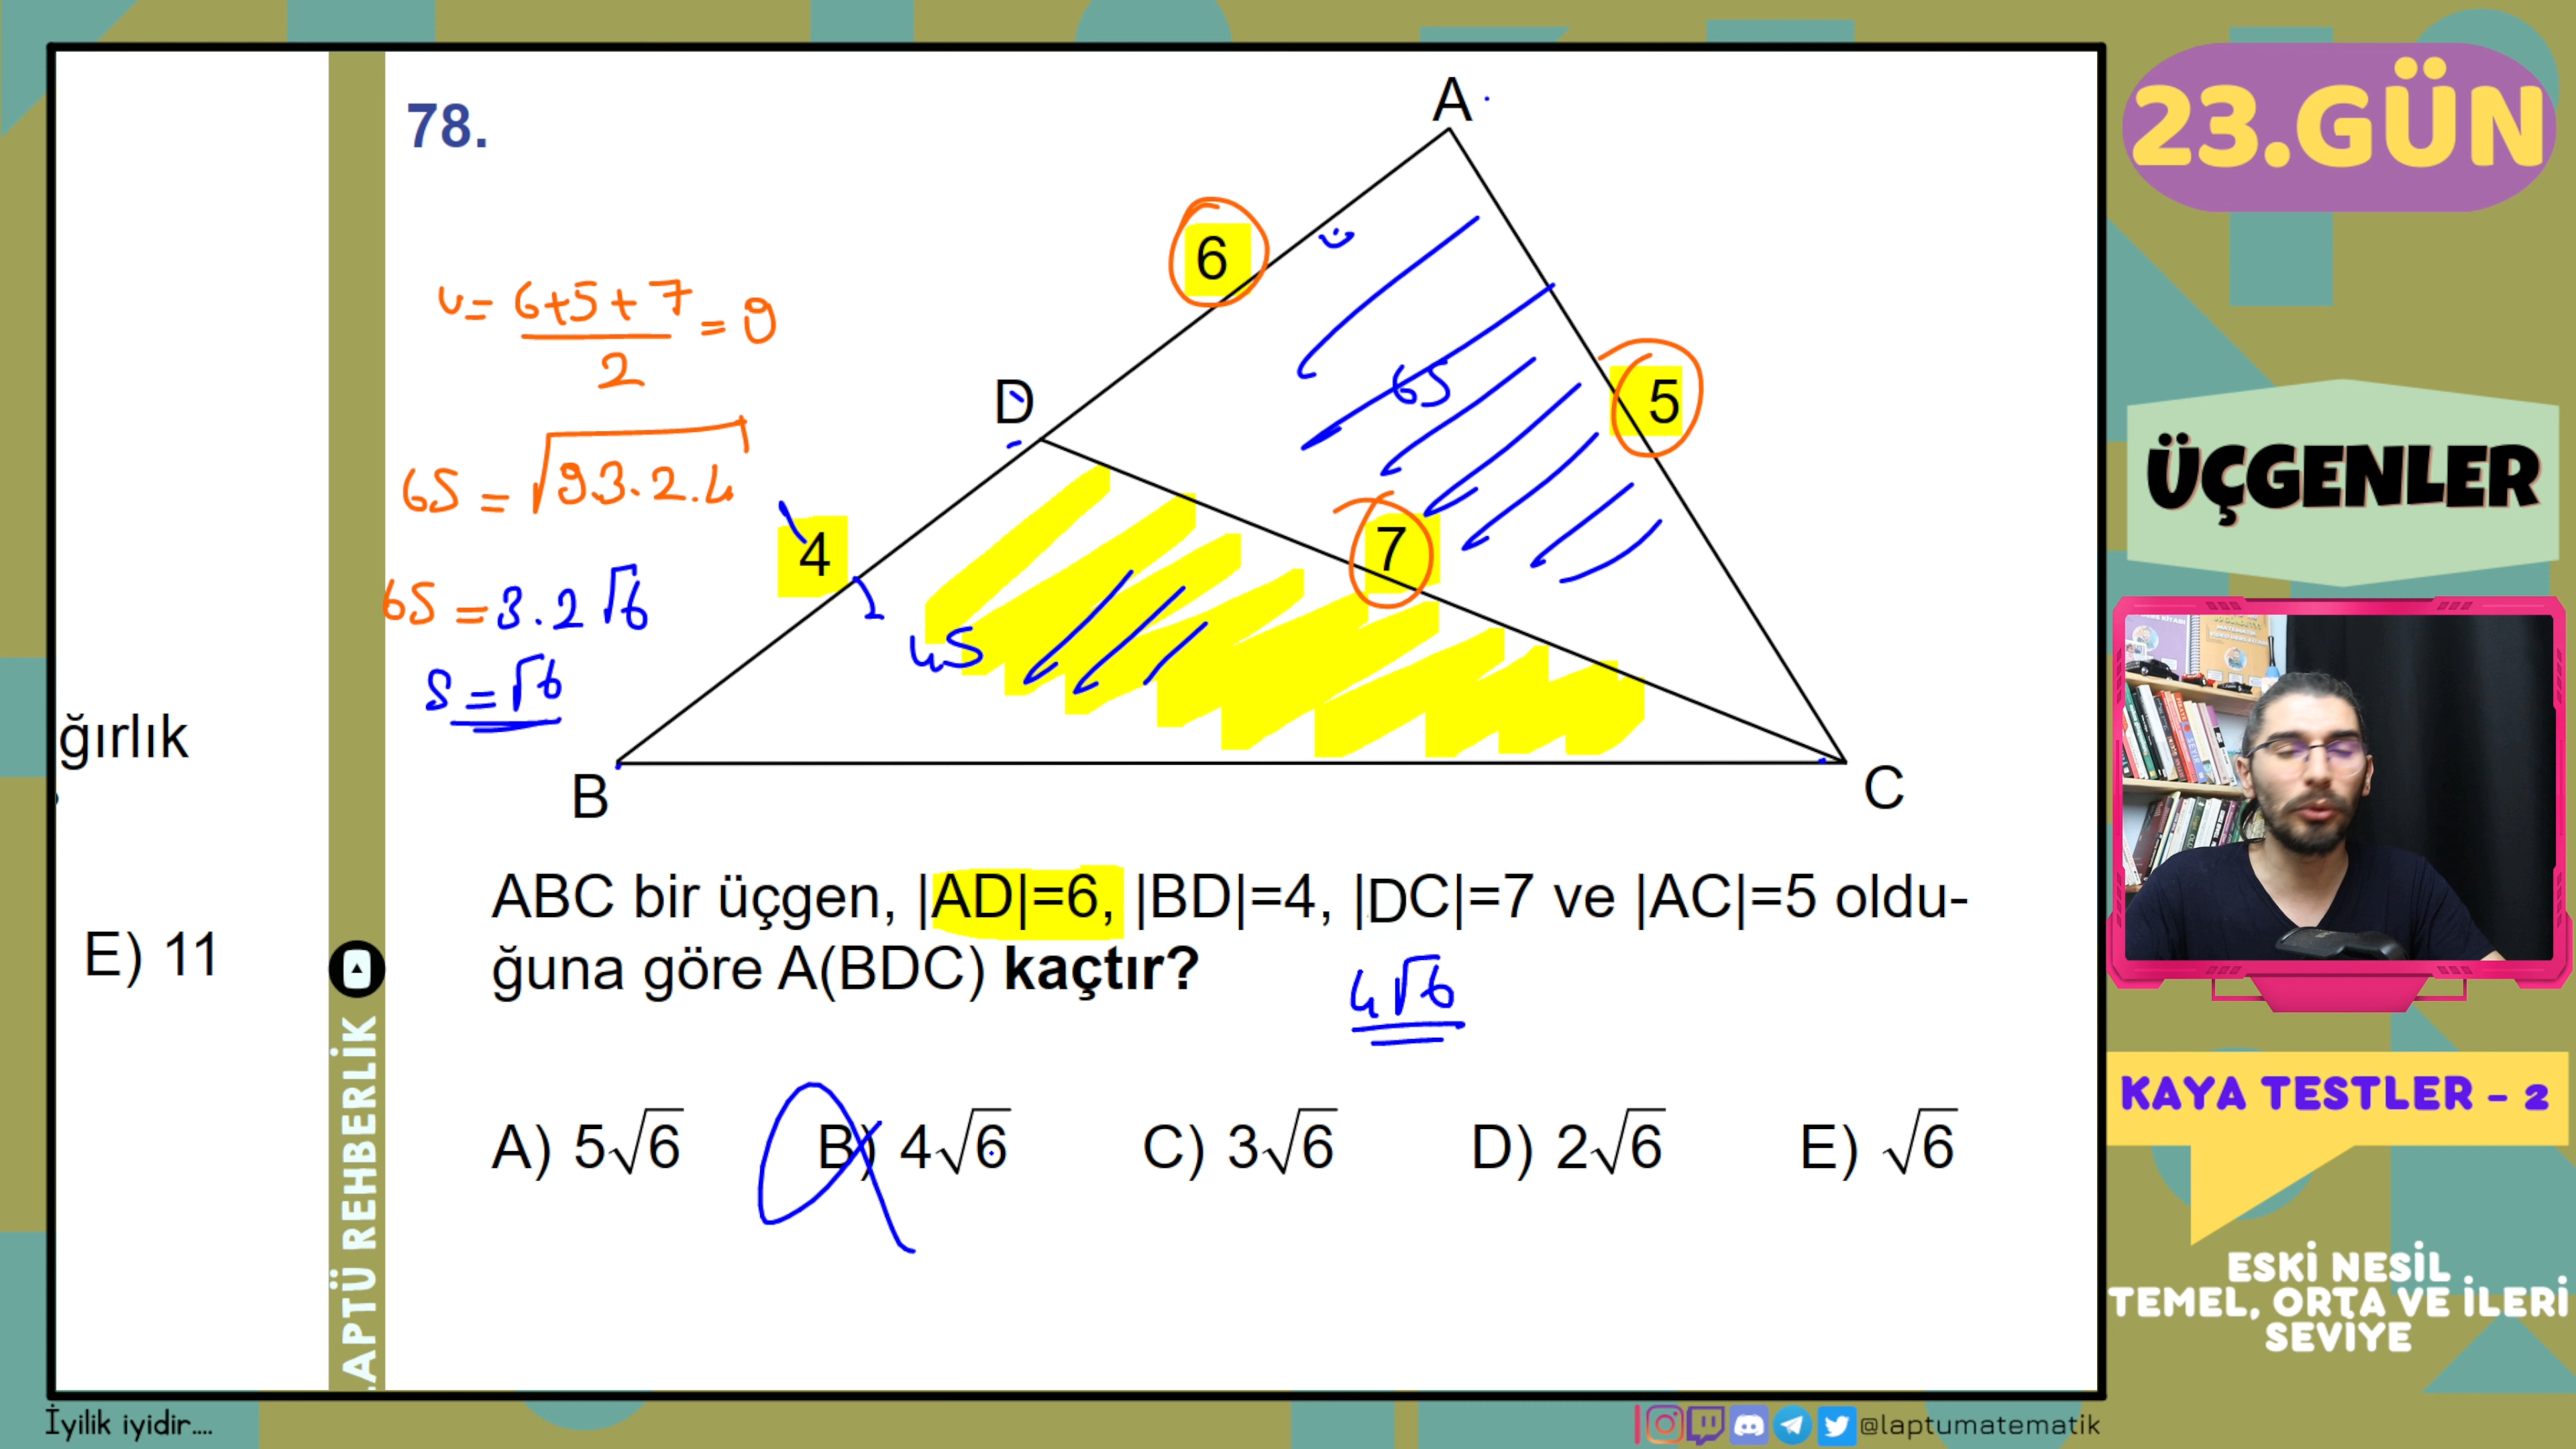 23.GÜN
78.
A
6
D
5
7
4
B
C
6S
4S
u = 6+5+7 / 2 = 9
6S = √9.3.2.4
6S = 3.2√6
S = √6
ğırlık
E) 11
ÜÇGENLER
ABC bir üçgen, |AD|=6, |BD|=4, |DC|=7 ve |AC|=5 oldu-
ğuna göre A(BDC) kaçtır?
4√6
A) 5√6 B) 4√6 C) 3√6 D) 2√6 E) √6
APTÜ REHBERLİK
KAYA TESTLER - 2
ESKİ NESİL
TEMEL, ORTA VE İLERİ
SEVİYE
İyilik iyidir....
@laptumatematik